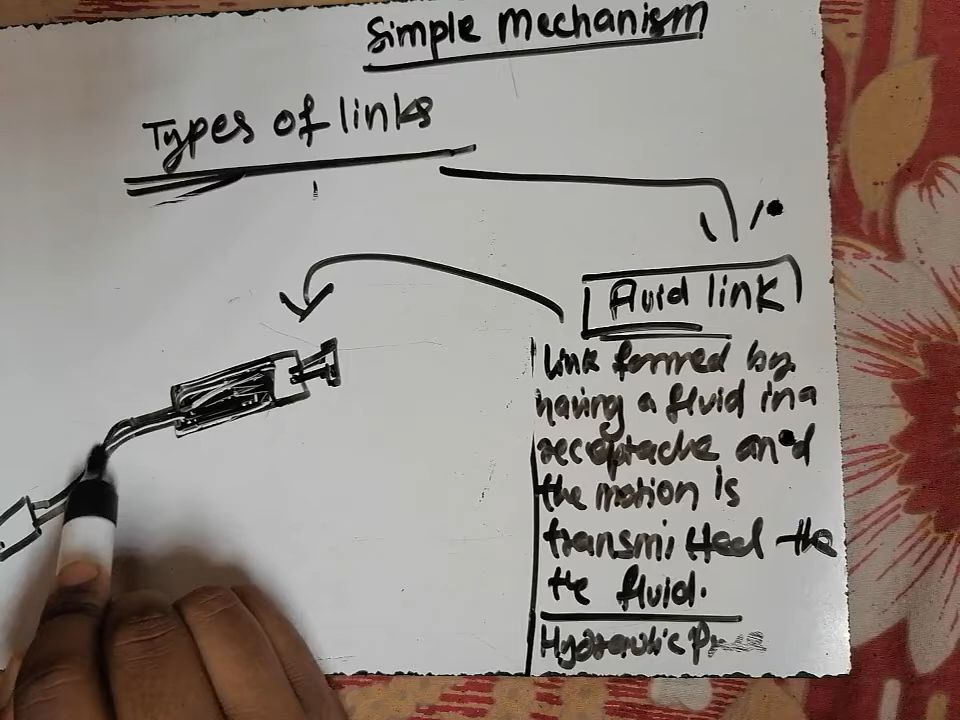 Simple Mechanism
Types of links
Fluid link
Link formed by
having a fluid in a
receptacle and
the motion is
transmitted the
the fluid.